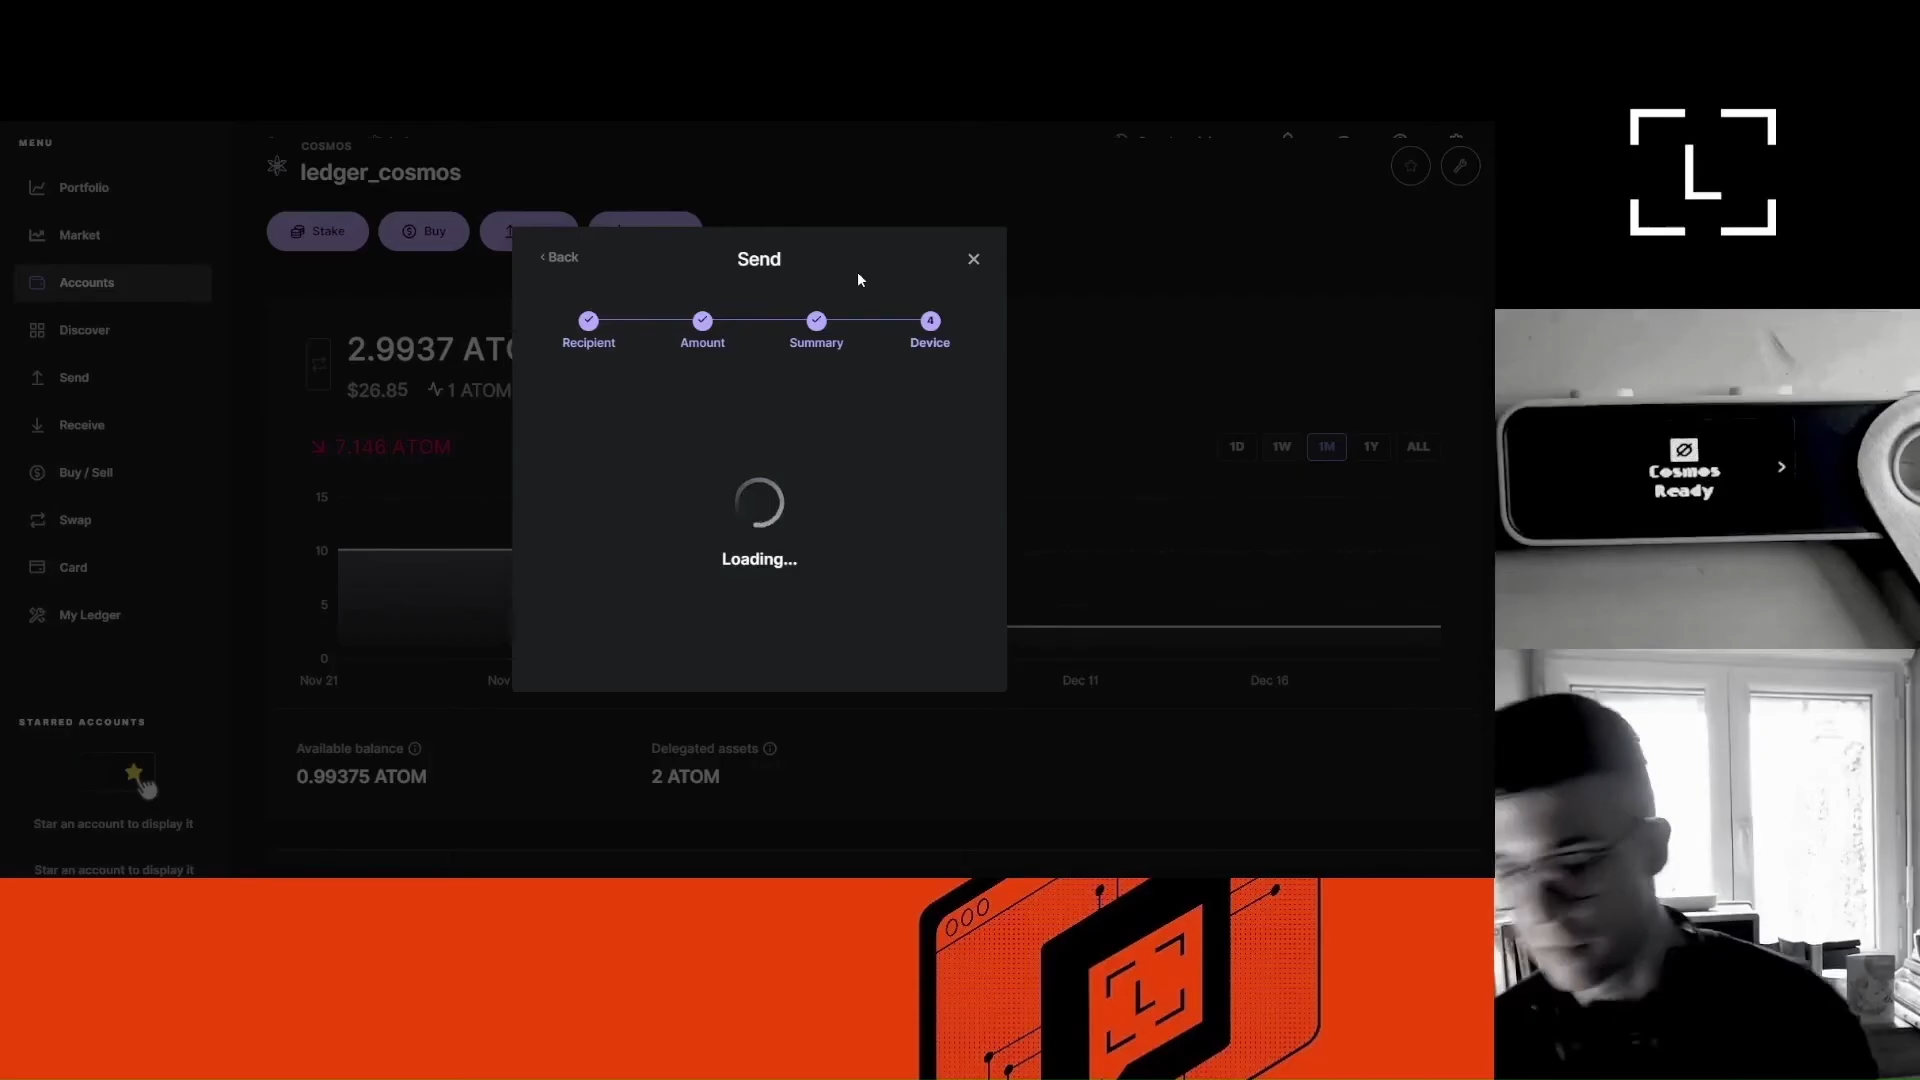 MENU
Portfolio
Market
Accounts
Discover
Send
Receive
Buy / Sell
Swap
Card
My Ledger
STARRED ACCOUNTS
Star an account to display it
Star an account to display it
COSMOS
ledger_cosmos
Stake
Buy
2.9937 ATO
$26.85
1 ATOM
7.146 ATOM
1D 1W 1M 1Y ALL
15
10
5
0
Nov 21
Nov
Dec 11
Dec 16
Available balance
0.99375 ATOM
Delegated assets
2 ATOM
Back
Send
Recipient
Amount
Summary
4
Device
Loading...
L
Cosmos
Ready
L